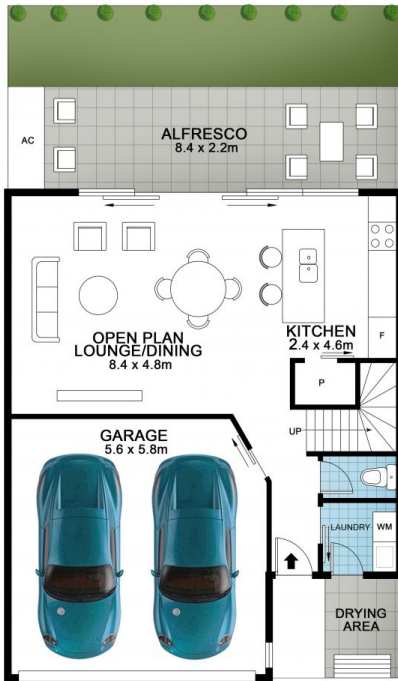 AC
ALFRESCO
8.4 x 2.2m
OPEN PLAN
LOUNGE/DINING
8.4 x 4.8m
KITCHEN
2.4 x 4.6m
F
P
UP
GARAGE
5.6 x 5.8m
LAUNDRY
WM
DRYING
AREA